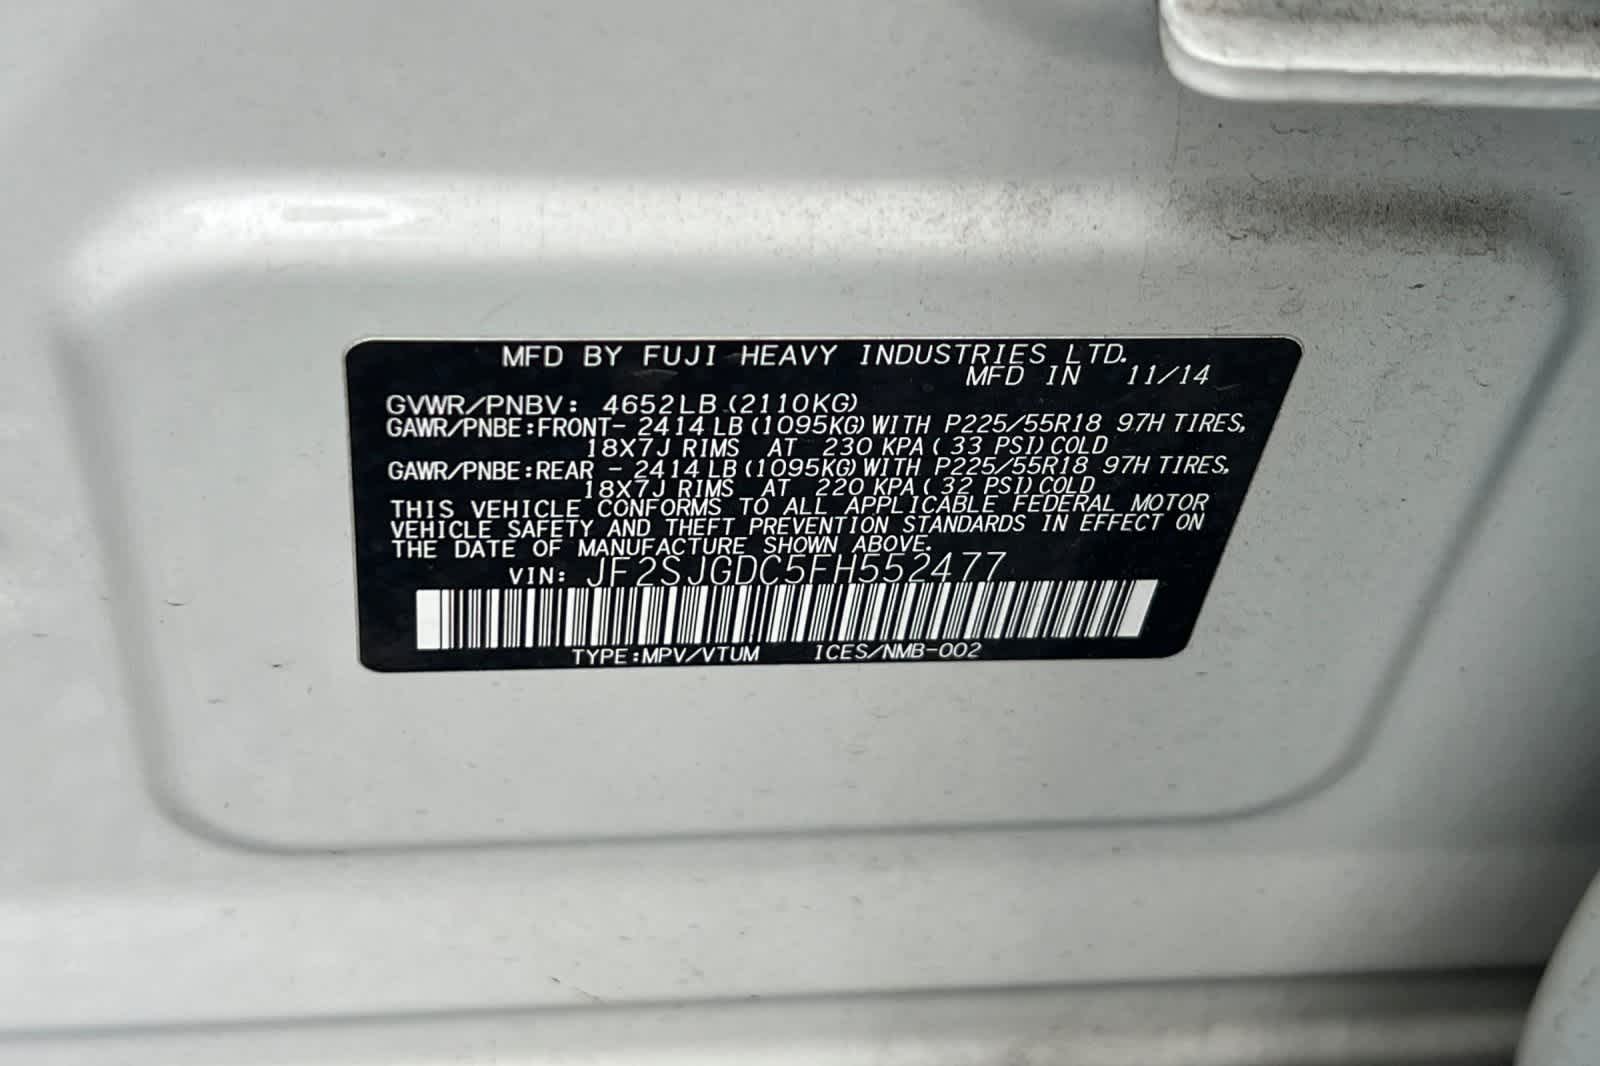 MFD BY FUJI HEAVY INDUSTRIES LTD.
MFD IN 11/14
GVWR/PNBV: 4652LB (2110KG)
GAWR/PNBE:FRONT- 2414 LB (1095KG) WITH P225/55R18 97H TIRES,
18X7J RIMS AT 230 KPA ( 33 PSI) COLD
GAWR/PNBE:REAR - 2414 LB (1095KG) WITH P225/55R18 97H TIRES,
18X7J RIMS AT 220 KPA ( 32 PSI) COLD
THIS VEHICLE CONFORMS TO ALL APPLICABLE FEDERAL MOTOR
VEHICLE SAFETY AND THEFT PREVENTION STANDARDS IN EFFECT ON
THE DATE OF MANUFACTURE SHOWN ABOVE.
VIN: JF2SJGDC5FH552477
TYPE:MPV/VTUM ICES/NMB-002